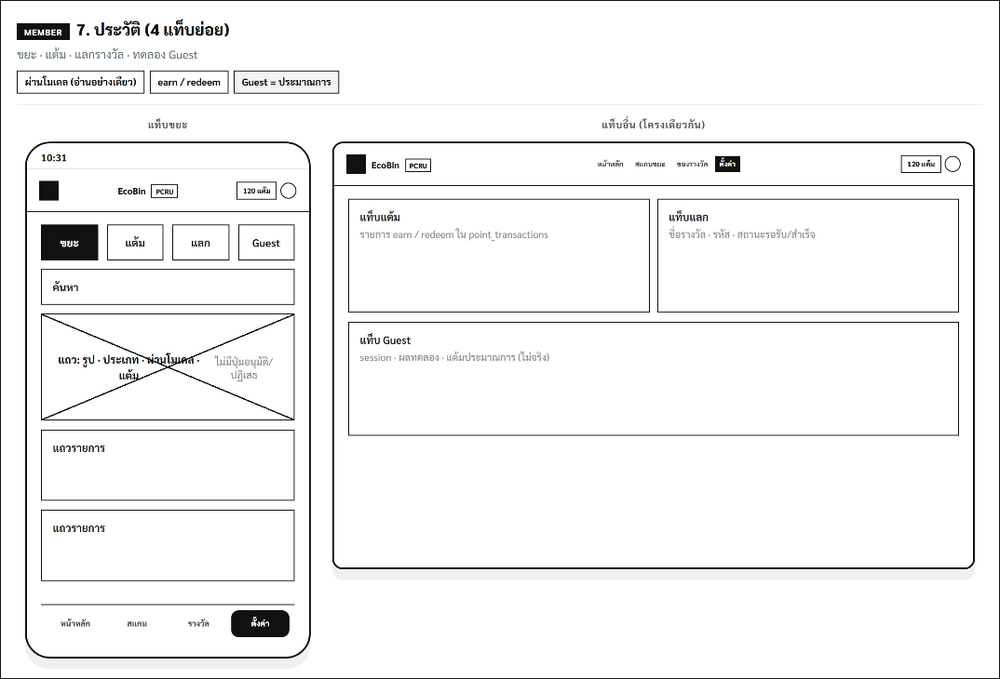 MEMBER 7. ประวัติ (4 แท็บย่อย)
ขยะ · แต้ม · แลกรางวัล · ทดลอง Guest
ผ่านโมเดล (อ่านอย่างเดียว) earn / redeem Guest = ประมาณการ
แท็บขยะ
10:31
EcoBin PCRU 120 แต้ม
ขยะ แต้ม แลก Guest
ค้นหา
แถว: รูป · ประเภท · ผ่านโมเดล ·
แต้ม
ไม่มีปุ่มอนุมัติ/
ปฏิเสธ
แถวรายการ
แถวรายการ
หน้าหลัก สแกน รางวัล ตั้งค่า
แท็บอื่น (โครงเดียวกัน)
EcoBin PCRU หน้าหลัก สแกนขยะ ของรางวัล ตั้งค่า 120 แต้ม
แท็บแต้ม
รายการ earn / redeem ใน point_transactions
แท็บแลก
ชื่อรางวัล · รหัส · สถานะรอรับ/สำเร็จ
แท็บ Guest
session · ผลทดลอง · แต้มประมาณการ (ไม่จริง)